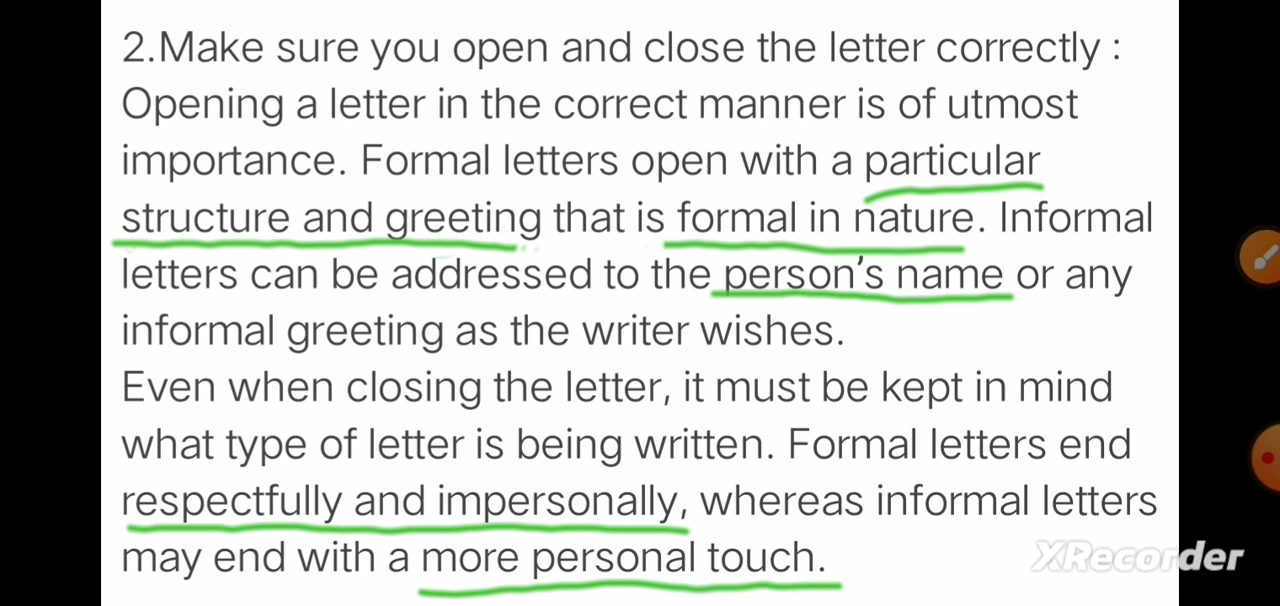 2.Make sure you open and close the letter correctly :
Opening a letter in the correct manner is of utmost
importance. Formal letters open with a particular
structure and greeting that is formal in nature. Informal
letters can be addressed to the person's name or any
informal greeting as the writer wishes.
Even when closing the letter, it must be kept in mind
what type of letter is being written. Formal letters end
respectfully and impersonally, whereas informal letters
may end with a more personal touch.
XRecorder